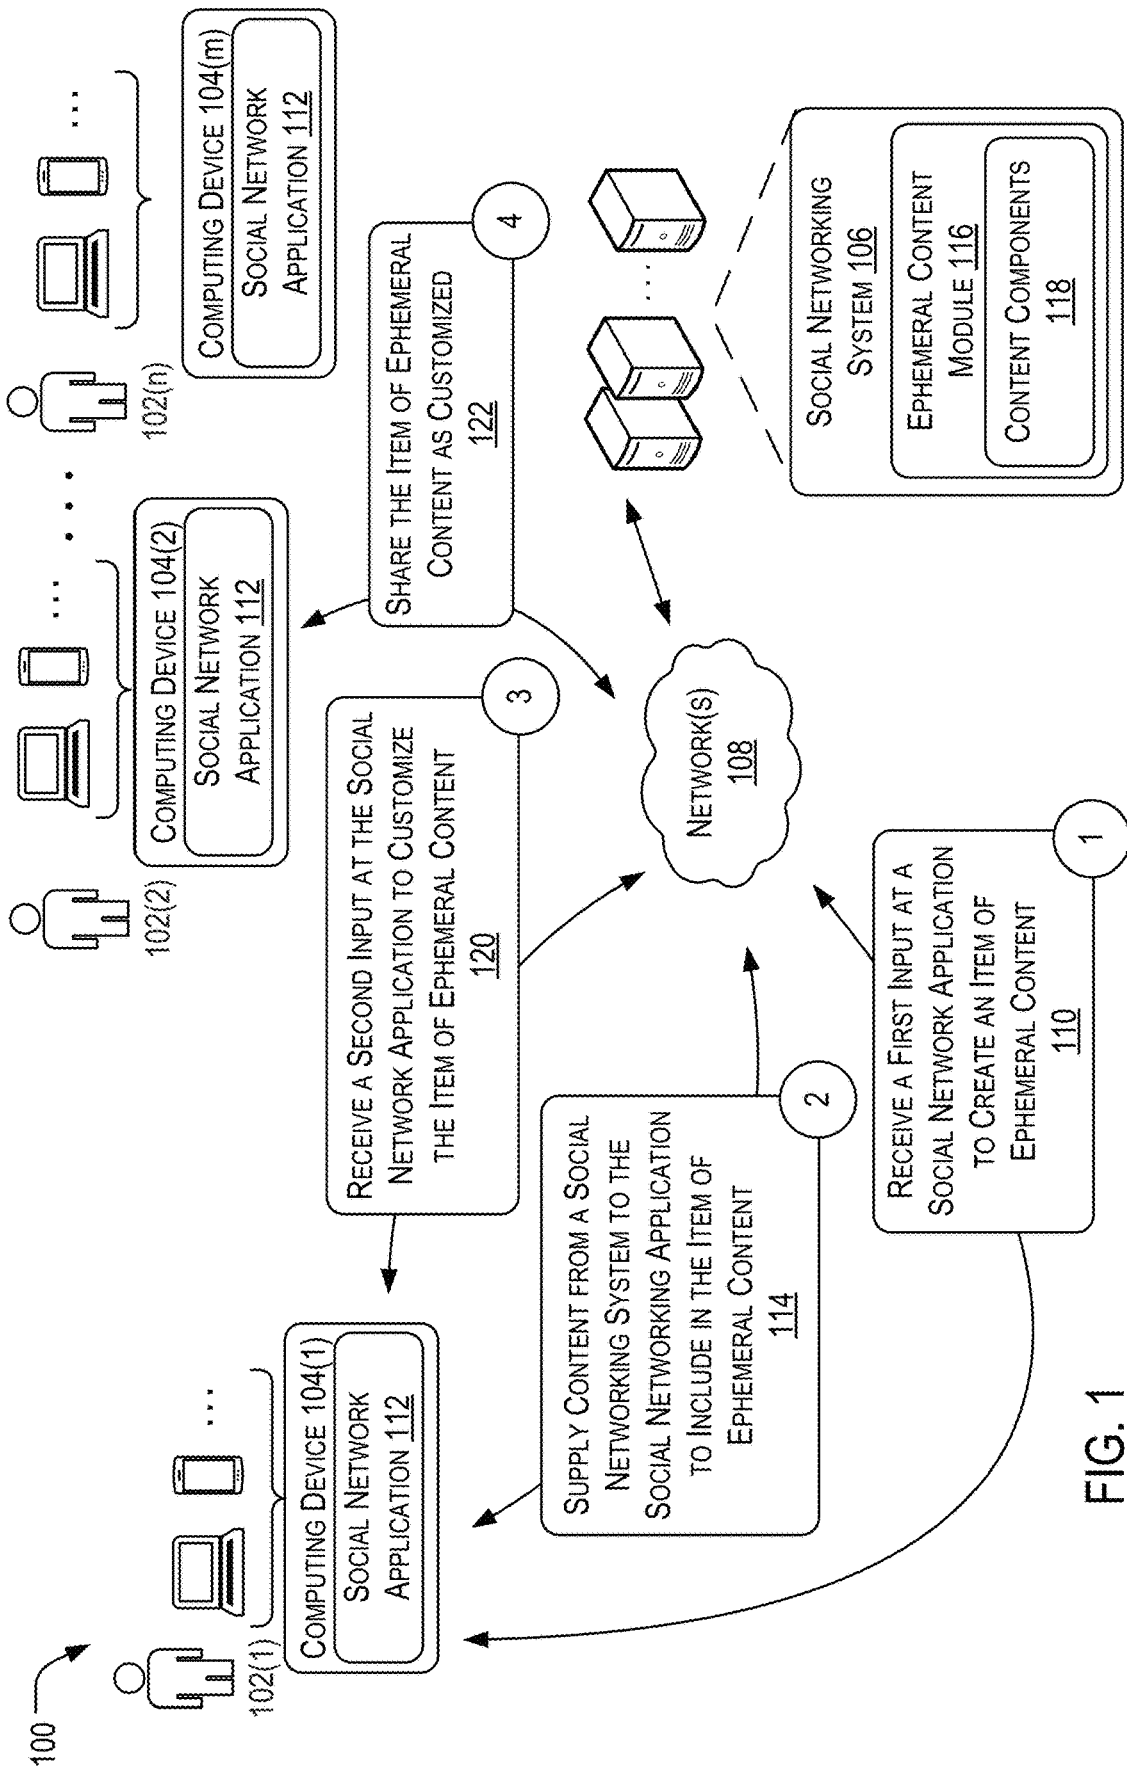 100
102(1)
COMPUTING DEVICE 104(1)
SOCIAL NETWORK
APPLICATION 112
102(2)
COMPUTING DEVICE 104(2)
SOCIAL NETWORK
APPLICATION 112
102(n)
COMPUTING DEVICE 104(m)
SOCIAL NETWORK
APPLICATION 112
RECEIVE A SECOND INPUT AT THE SOCIAL
NETWORK APPLICATION TO CUSTOMIZE
THE ITEM OF EPHEMERAL CONTENT
120
3
SHARE THE ITEM OF EPHEMERAL
CONTENT AS CUSTOMIZED
122
4
SUPPLY CONTENT FROM A SOCIAL
NETWORKING SYSTEM TO THE
SOCIAL NETWORKING APPLICATION
TO INCLUDE IN THE ITEM OF
EPHEMERAL CONTENT
114
2
NETWORK(S)
108
RECEIVE A FIRST INPUT AT A
SOCIAL NETWORK APPLICATION
TO CREATE AN ITEM OF
EPHEMERAL CONTENT
110
1
SOCIAL NETWORKING
SYSTEM 106
EPHEMERAL CONTENT
MODULE 116
CONTENT COMPONENTS
118
FIG. 1